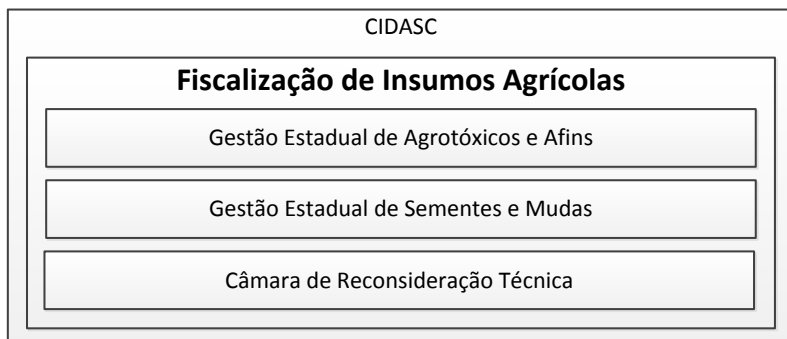 CIDASC
Fiscalização de Insumos Agrícolas
Gestão Estadual de Agrotóxicos e Afins
Gestão Estadual de Sementes e Mudas
Câmara de Reconsideração Técnica